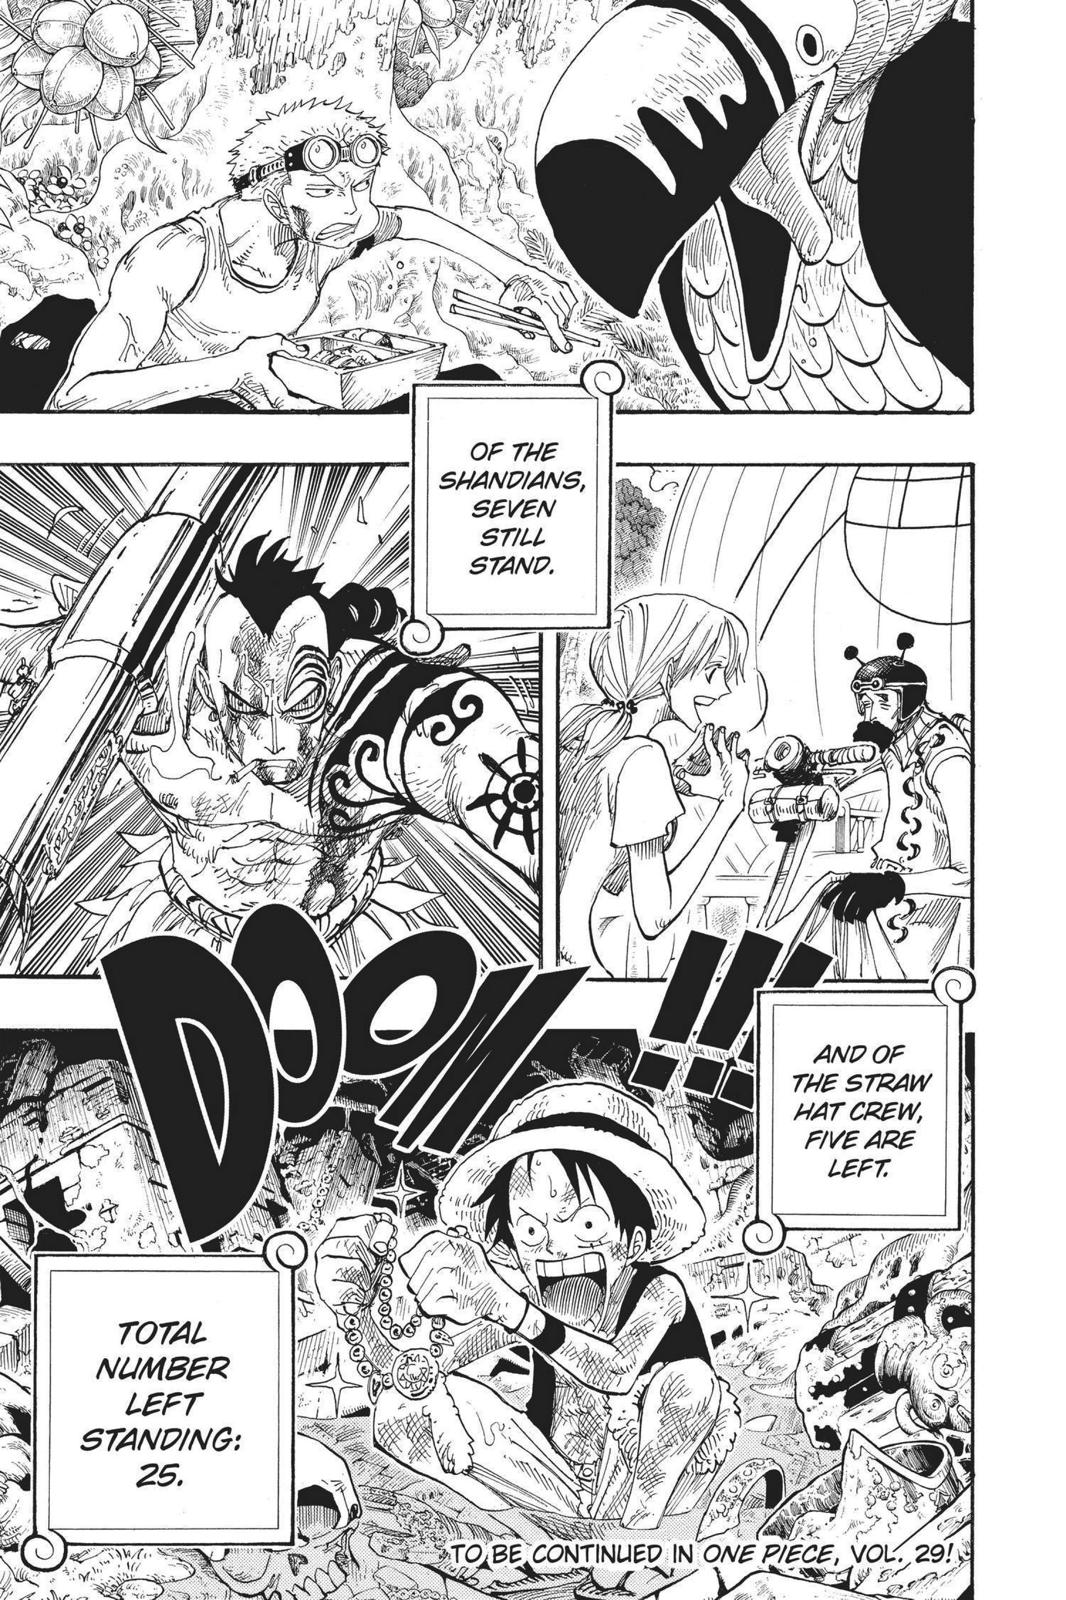 OF THE
SHANDIANS,
SEVEN
STILL
STAND.
DOOM!!!
AND OF
THE STRAW
HAT CREW,
FIVE ARE
LEFT.
TOTAL
NUMBER
LEFT
STANDING:
25.
TO BE CONTINUED IN ONE PIECE, VOL. 29!